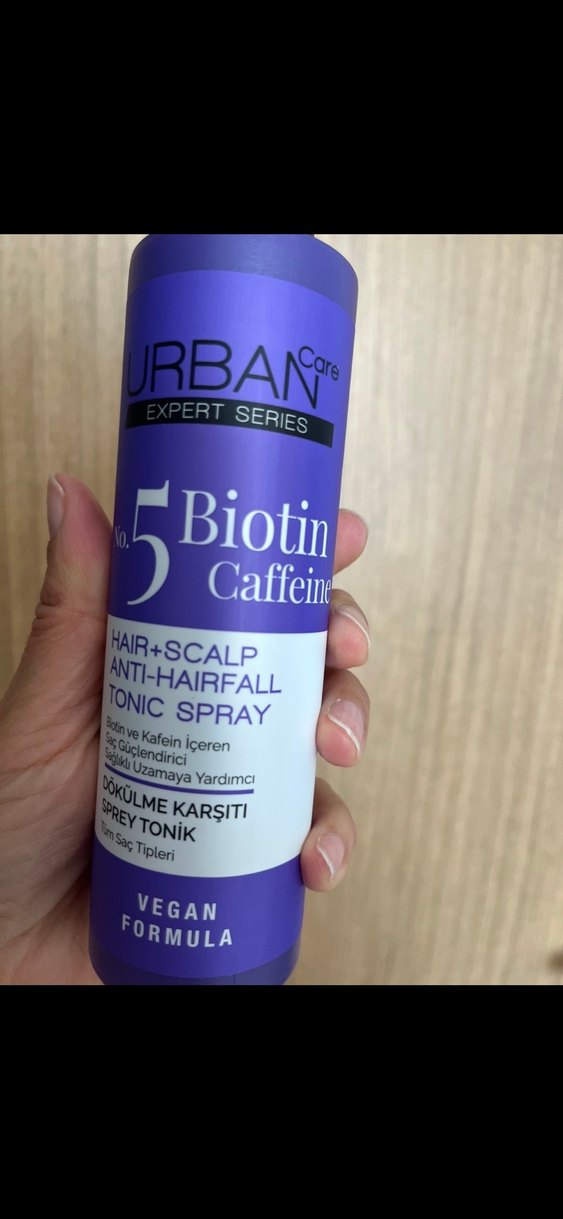 URBAN Care
EXPERT SERIES
No.5 Biotin
Caffeine
HAIR+SCALP
ANTI-HAIRFALL
TONIC SPRAY
Biotin ve Kafein İçeren
Saç Güçlendirici
Sağlıklı Uzamaya Yardımcı
DÖKÜLME KARŞITI
SPREY TONİK
Tüm Saç Tipleri
VEGAN
FORMULA